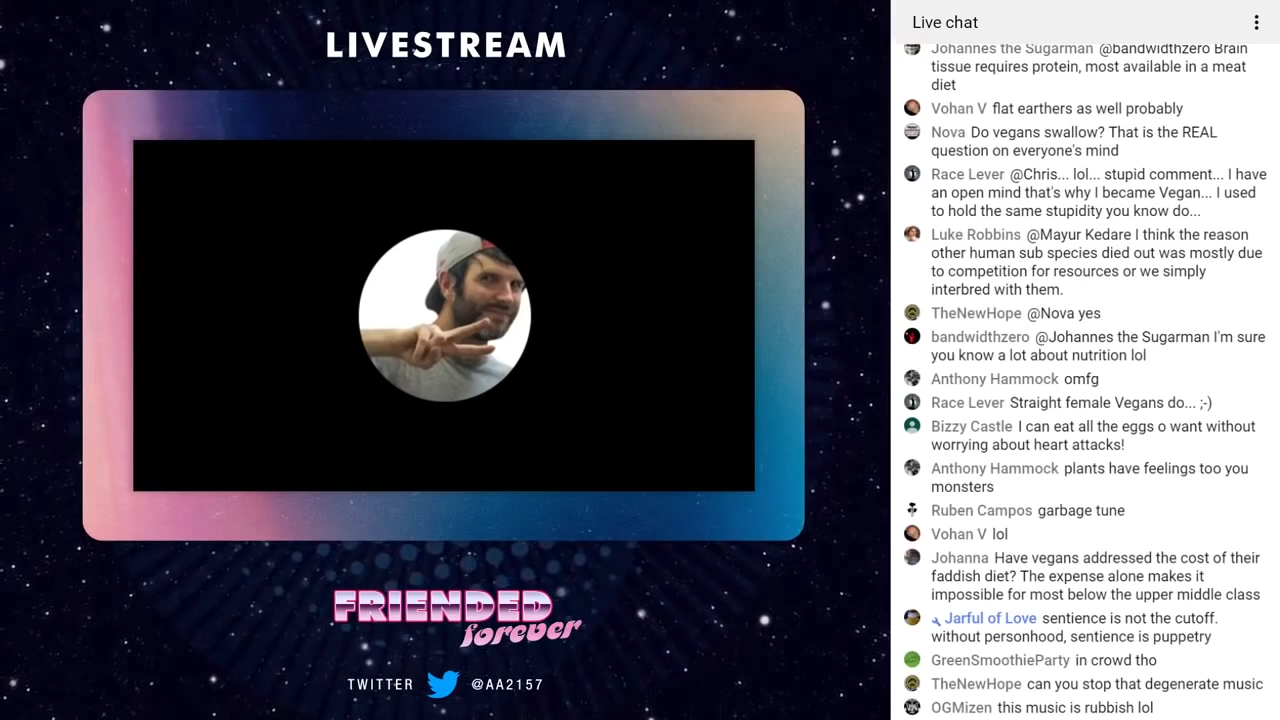 LIVESTREAM
FRIENDED
forever
TWITTER @AA2157
Live chat
Johannes the Sugarman @bandwidthzero Brain
tissue requires protein, most available in a meat
diet
Vohan V flat earthers as well probably
Nova Do vegans swallow? That is the REAL
question on everyone's mind
Race Lever @Chris... lol... stupid comment... I have
an open mind that's why I became Vegan... I used
to hold the same stupidity you know do...
Luke Robbins @Mayur Kedare I think the reason
other human sub species died out was mostly due
to competition for resources or we simply
interbred with them.
TheNewHope @Nova yes
bandwidthzero @Johannes the Sugarman I'm sure
you know a lot about nutrition lol
Anthony Hammock omfg
Race Lever Straight female Vegans do... ;-)
Bizzy Castle I can eat all the eggs o want without
worrying about heart attacks!
Anthony Hammock plants have feelings too you
monsters
Ruben Campos garbage tune
Vohan V lol
Johanna Have vegans addressed the cost of their
faddish diet? The expense alone makes it
impossible for most below the upper middle class
Jarful of Love sentience is not the cutoff.
without personhood, sentience is puppetry
GreenSmoothieParty in crowd tho
TheNewHope can you stop that degenerate music
OGMizen this music is rubbish lol